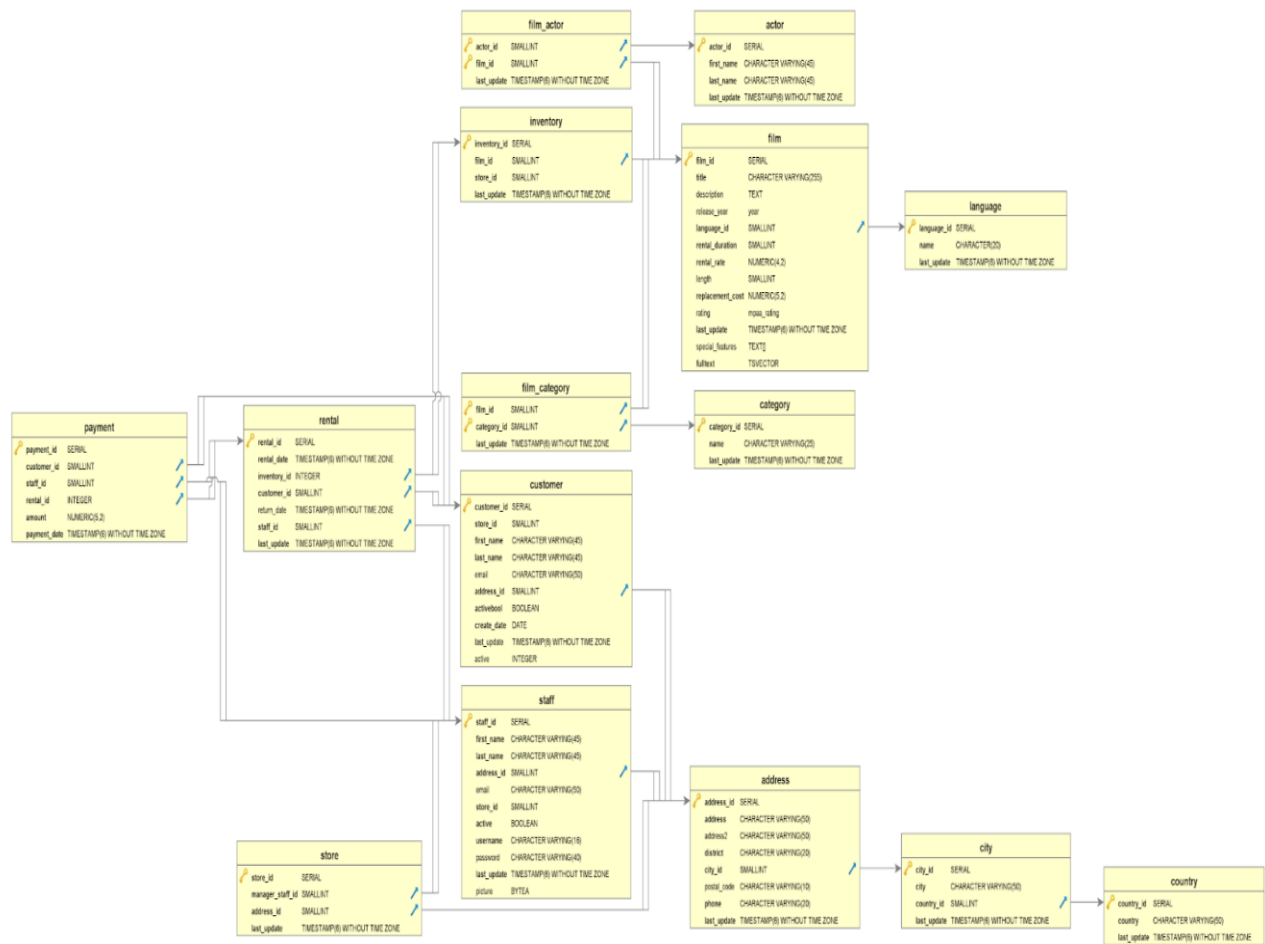 film_actor
actor_id SMALLINT
film_id SMALLINT
last_update TIMESTAMP(6) WITHOUT TIME ZONE
actor
actor_id SERIAL
first_name CHARACTER VARYING(45)
last_name CHARACTER VARYING(45)
last_update TIMESTAMP(6) WITHOUT TIME ZONE
inventory
inventory_id SERIAL
film_id SMALLINT
store_id SMALLINT
last_update TIMESTAMP(6) WITHOUT TIME ZONE
film
film_id SERIAL
title CHARACTER VARYING(255)
description TEXT
release_year year
language_id SMALLINT
rental_duration SMALLINT
rental_rate NUMERIC(4,2)
length SMALLINT
replacement_cost NUMERIC(5,2)
rating mpaa_rating
last_update TIMESTAMP(6) WITHOUT TIME ZONE
special_features TEXT[]
fulltext TSVECTOR
language
language_id SERIAL
name CHARACTER(20)
last_update TIMESTAMP(6) WITHOUT TIME ZONE
film_category
film_id SMALLINT
category_id SMALLINT
last_update TIMESTAMP(6) WITHOUT TIME ZONE
category
category_id SERIAL
name CHARACTER VARYING(25)
last_update TIMESTAMP(6) WITHOUT TIME ZONE
payment
payment_id SERIAL
customer_id SMALLINT
staff_id SMALLINT
rental_id INTEGER
amount NUMERIC(5,2)
payment_date TIMESTAMP(6) WITHOUT TIME ZONE
rental
rental_id SERIAL
rental_date TIMESTAMP(6) WITHOUT TIME ZONE
inventory_id INTEGER
customer_id SMALLINT
return_date TIMESTAMP(6) WITHOUT TIME ZONE
staff_id SMALLINT
last_update TIMESTAMP(6) WITHOUT TIME ZONE
customer
customer_id SERIAL
store_id SMALLINT
first_name CHARACTER VARYING(45)
last_name CHARACTER VARYING(45)
email CHARACTER VARYING(50)
address_id SMALLINT
activebool BOOLEAN
create_date DATE
last_update TIMESTAMP(6) WITHOUT TIME ZONE
active INTEGER
staff
staff_id SERIAL
first_name CHARACTER VARYING(45)
last_name CHARACTER VARYING(45)
address_id SMALLINT
email CHARACTER VARYING(50)
store_id SMALLINT
active BOOLEAN
username CHARACTER VARYING(16)
password CHARACTER VARYING(40)
last_update TIMESTAMP(6) WITHOUT TIME ZONE
picture BYTEA
store
store_id SERIAL
manager_staff_id SMALLINT
address_id SMALLINT
last_update TIMESTAMP(6) WITHOUT TIME ZONE
address
address_id SERIAL
address CHARACTER VARYING(50)
address2 CHARACTER VARYING(50)
district CHARACTER VARYING(20)
city_id SMALLINT
postal_code CHARACTER VARYING(10)
phone CHARACTER VARYING(20)
last_update TIMESTAMP(6) WITHOUT TIME ZONE
city
city_id SERIAL
city CHARACTER VARYING(50)
country_id SMALLINT
last_update TIMESTAMP(6) WITHOUT TIME ZONE
country
country_id SERIAL
country CHARACTER VARYING(50)
last_update TIMESTAMP(6) WITHOUT TIME ZONE